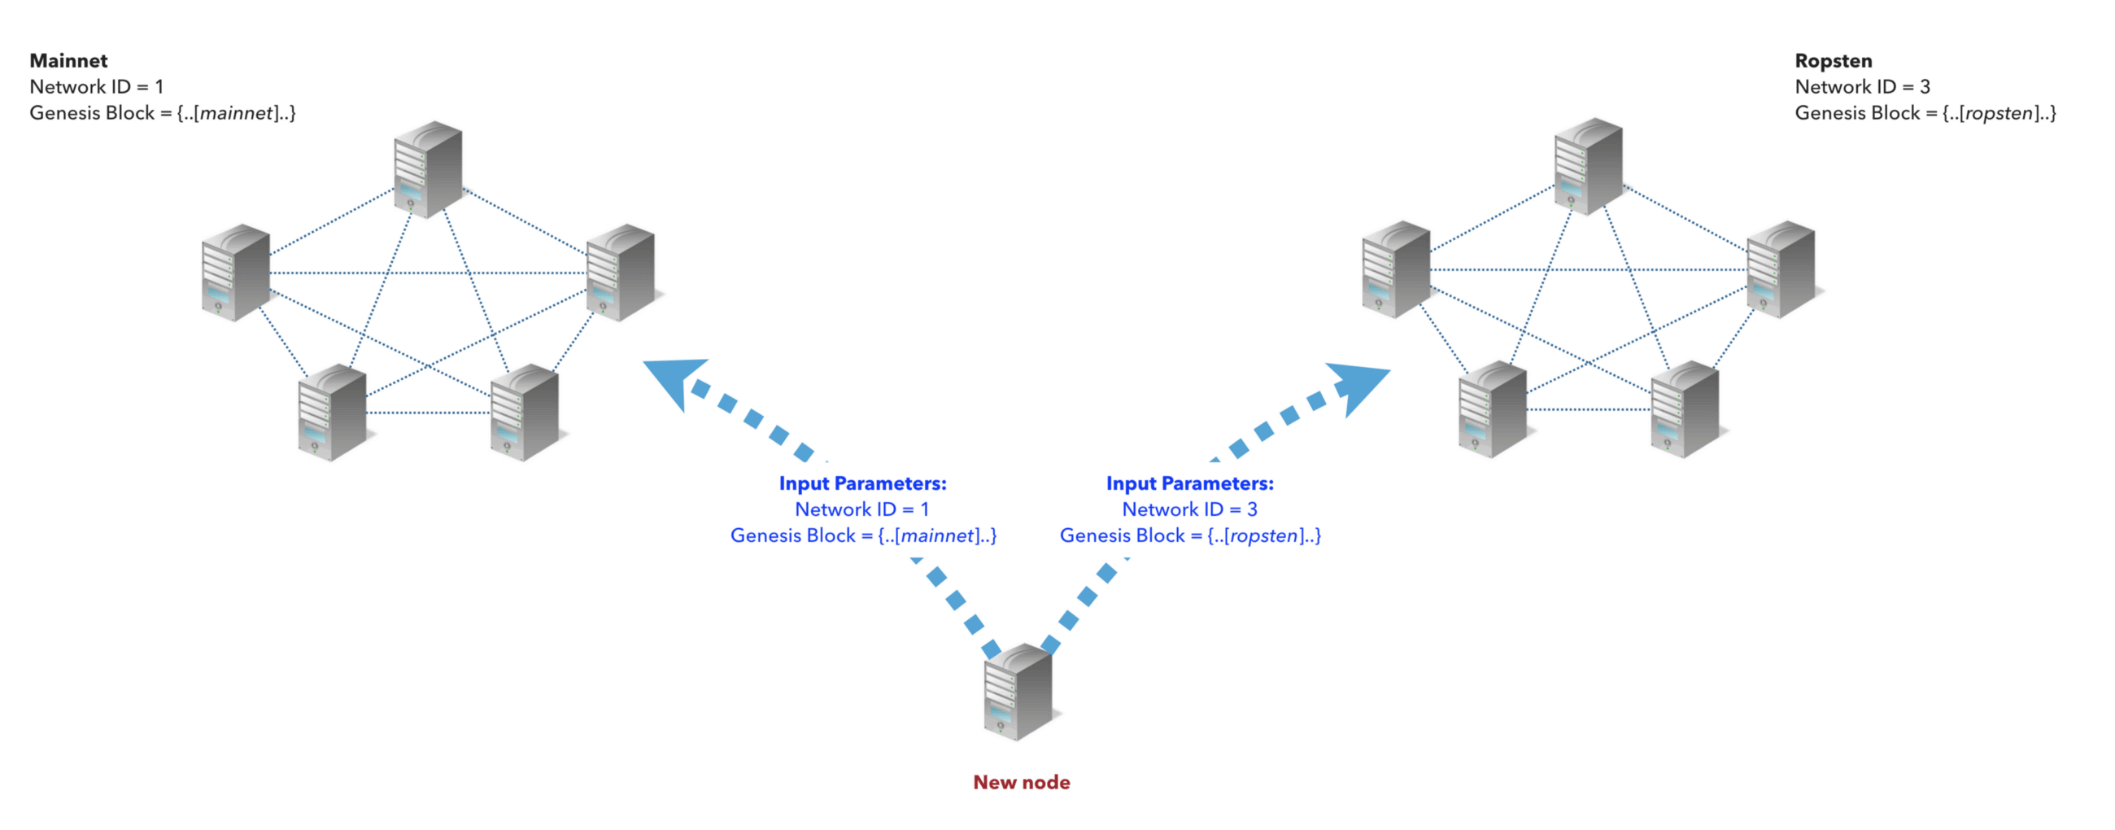 Mainnet
Network ID = 1
Genesis Block = {..[mainnet]..}
Ropsten
Network ID = 3
Genesis Block = {..[ropsten]..}
Input Parameters:
Network ID = 1
Genesis Block = {..[mainnet]..}
Input Parameters:
Network ID = 3
Genesis Block = {..[ropsten]..}
New node